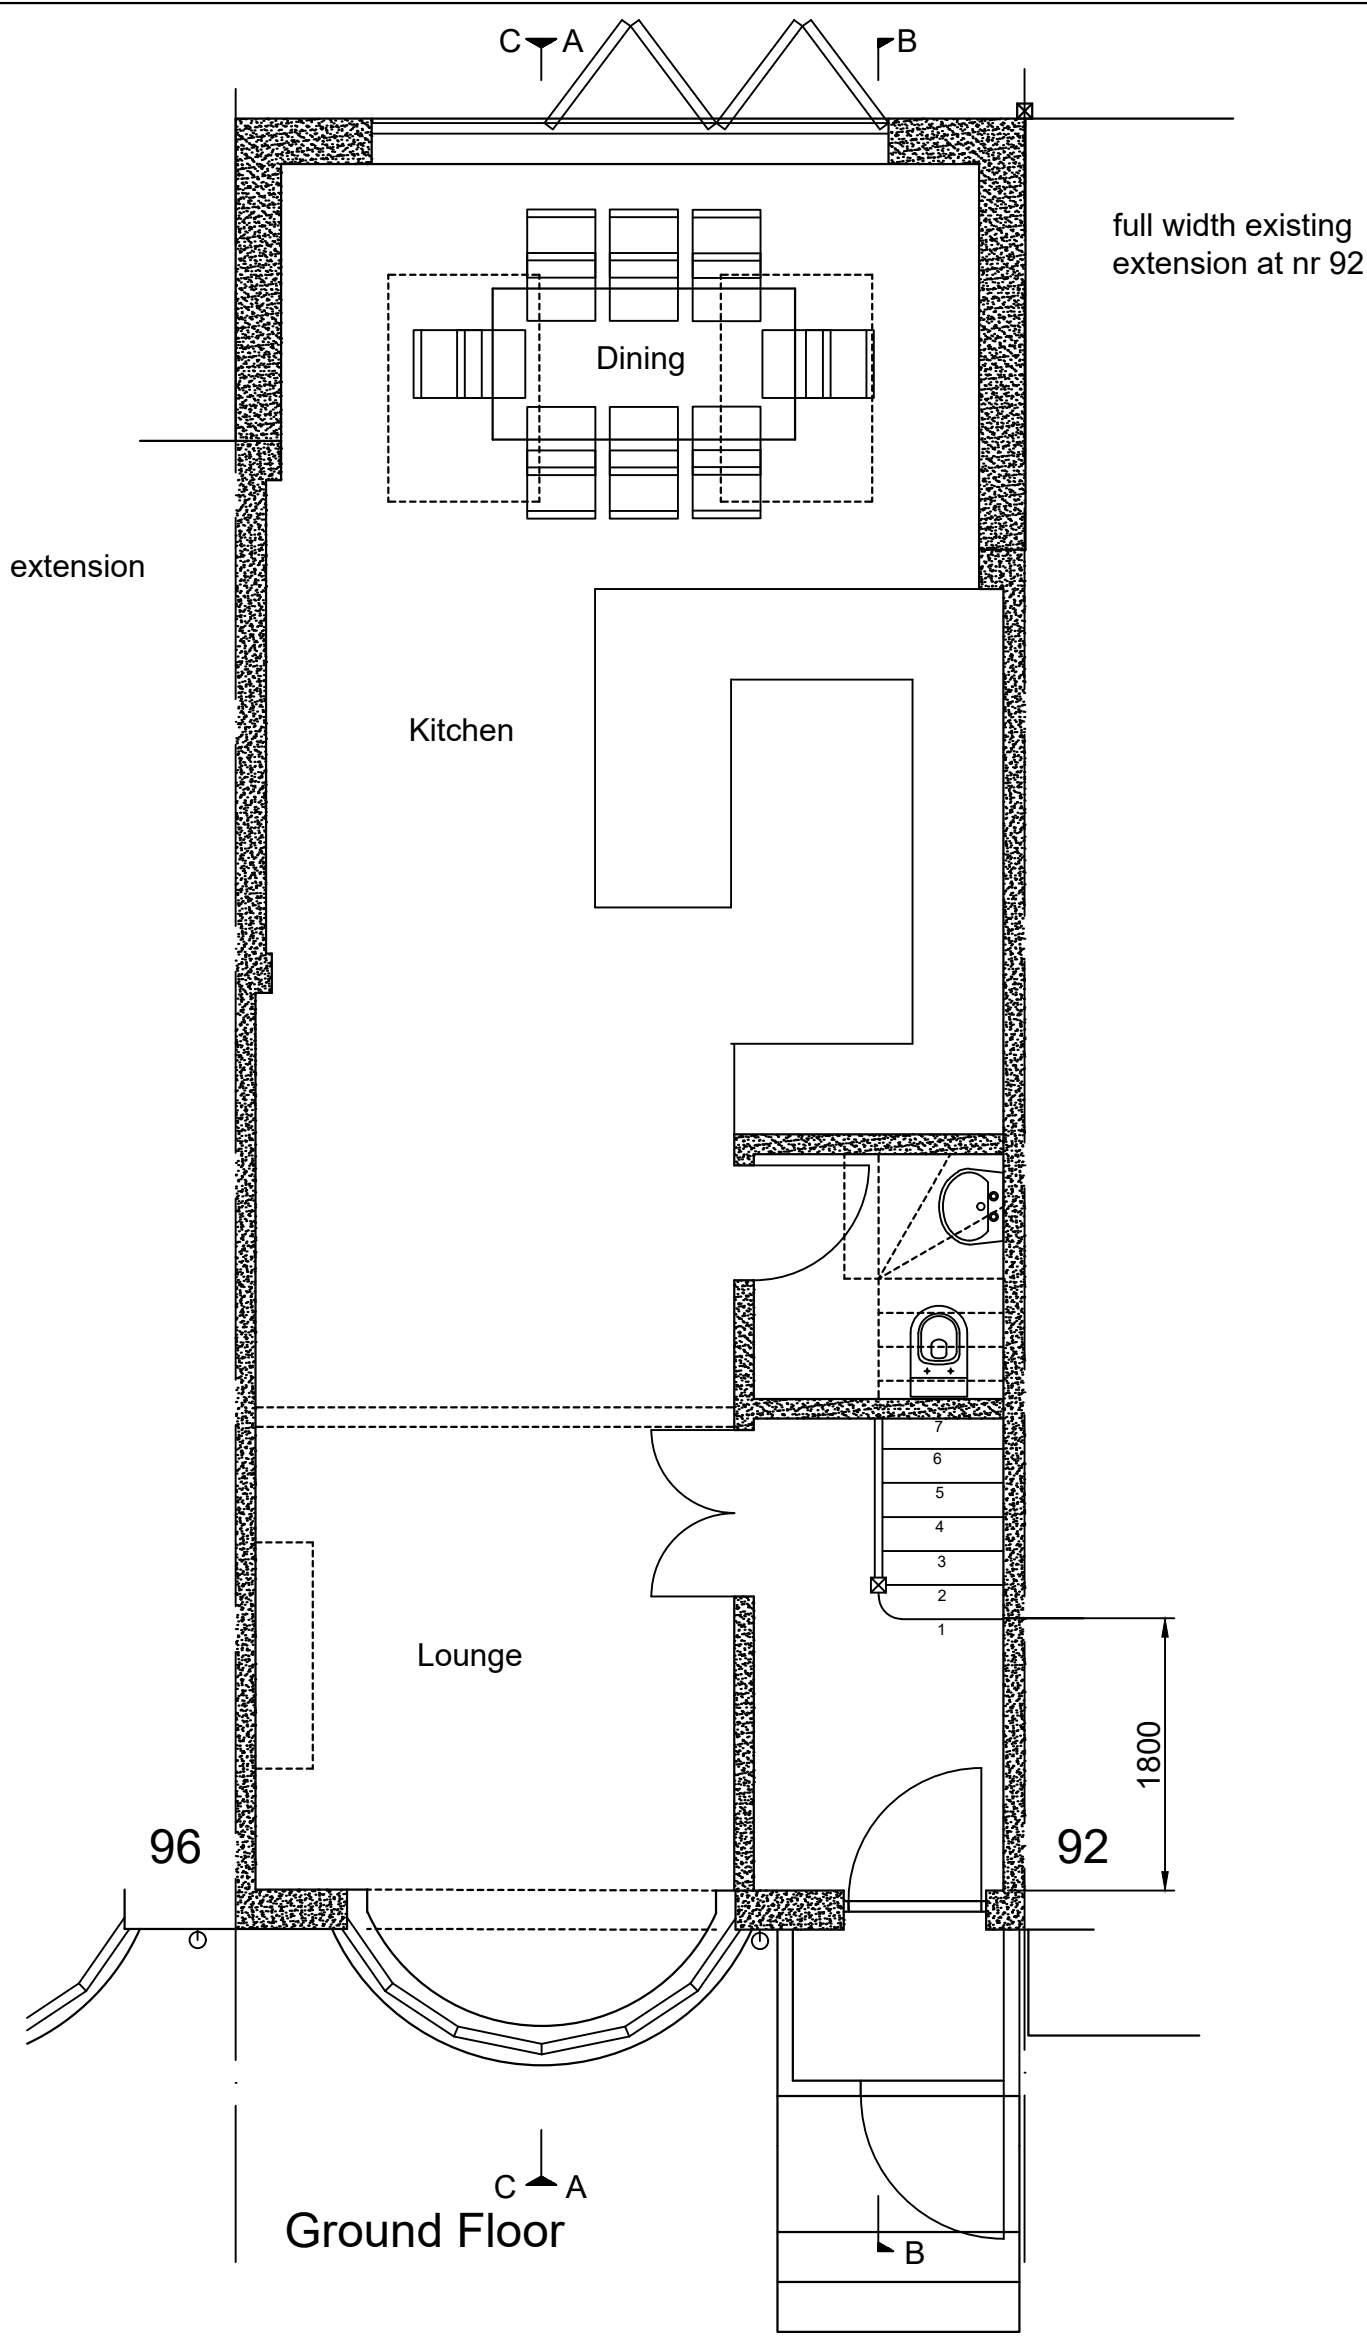 C A
B
full width existing
extension at nr 92
Dining
extension
Kitchen
7
6
5
4
3
2
1
Lounge
1800
96
92
C A
Ground Floor
B